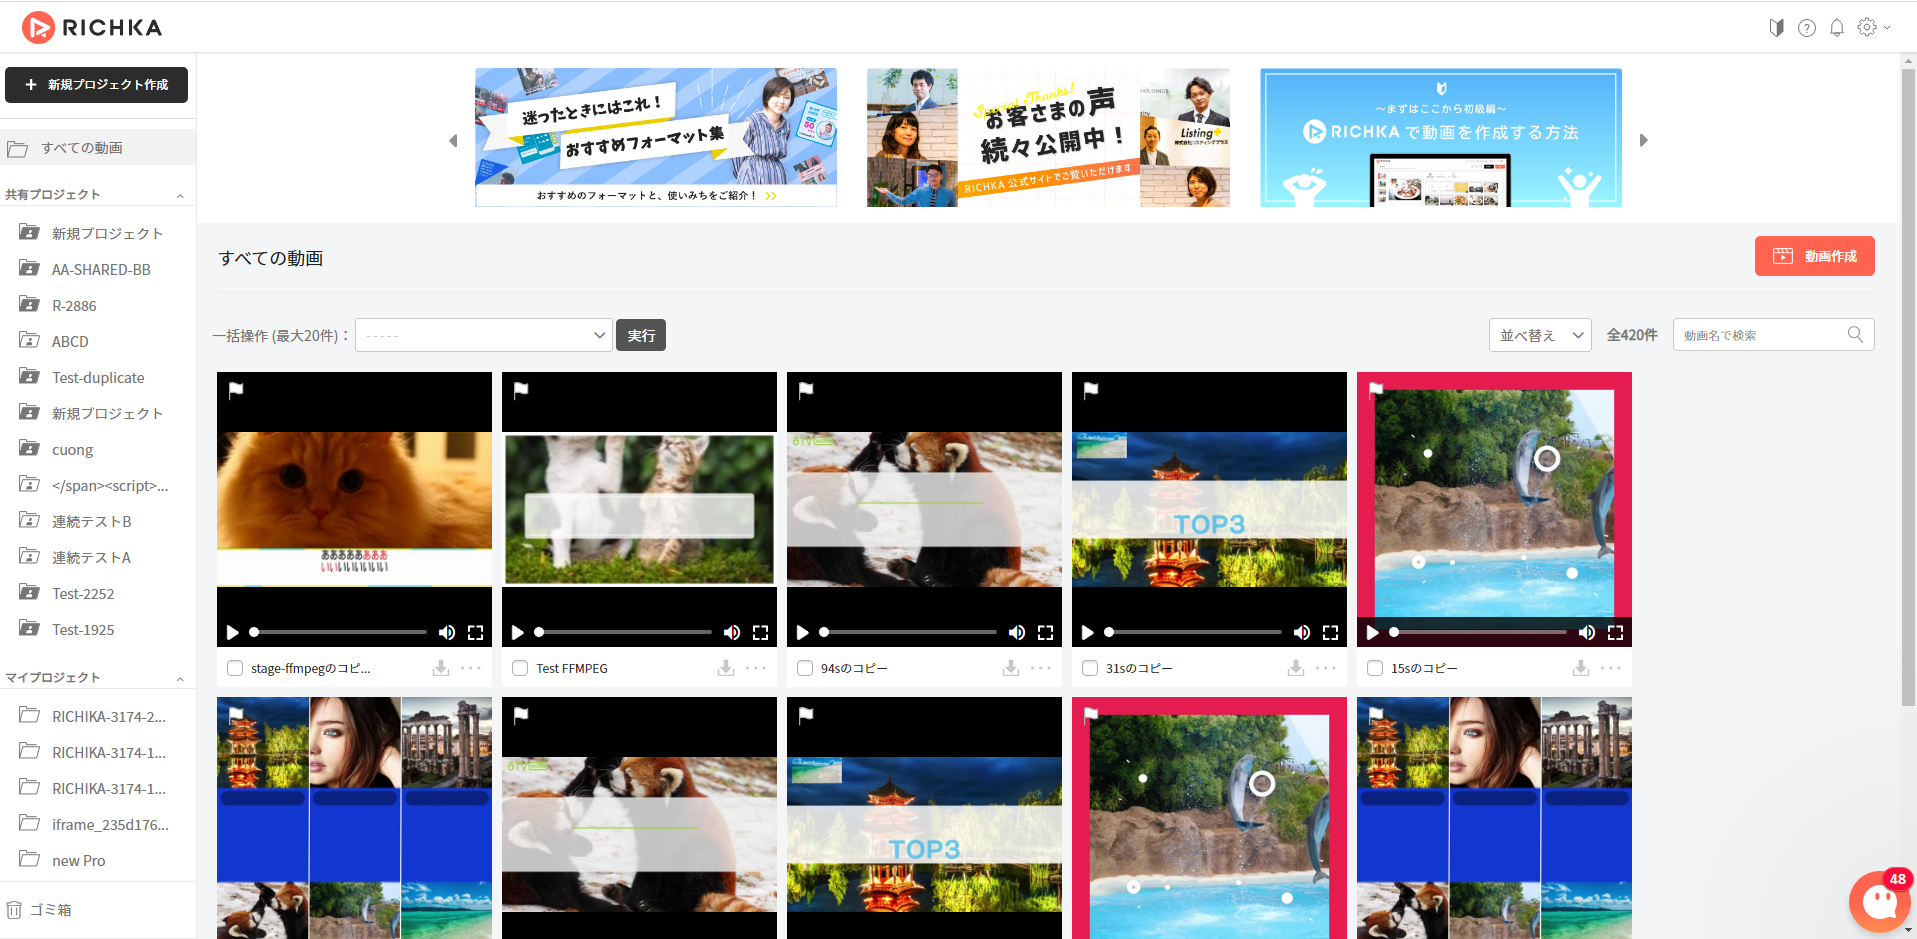 RICHKA
新規プロジェクト作成
すべての動画
共有プロジェクト
新規プロジェクト
AA-SHARED-BB
R-2886
ABCD
Test-duplicate
新規プロジェクト
cuong
</span><script>...
連続テストB
連続テストA
Test-2252
Test-1925
マイプロジェクト
RICHIKA-3174-2...
RICHIKA-3174-1...
RICHIKA-3174-1...
iframe_235d176...
new Pro
ゴミ箱
迷ったときにはこれ！
おすすめフォーマット集
おすすめのフォーマットと、使いみちをご紹介！ >>
Special Thanks!
お客さまの声
続々公開中！
RICHKA 公式サイトでご覧いただけます
HOLDINGS
Listing+
株式会社リスティングプラス
～まずはここから初級編～
RICHKA で動画を作成する方法
すべての動画
動画作成
一括操作 (最大20件)：
-----
実行
並べ替え
全420件
動画名で検索
あああああああ
いいいいいいいい
TOP3
stage-ffmpegのコピ...
Test FFMPEG
94sのコピー
31sのコピー
15sのコピー
TOP3
48